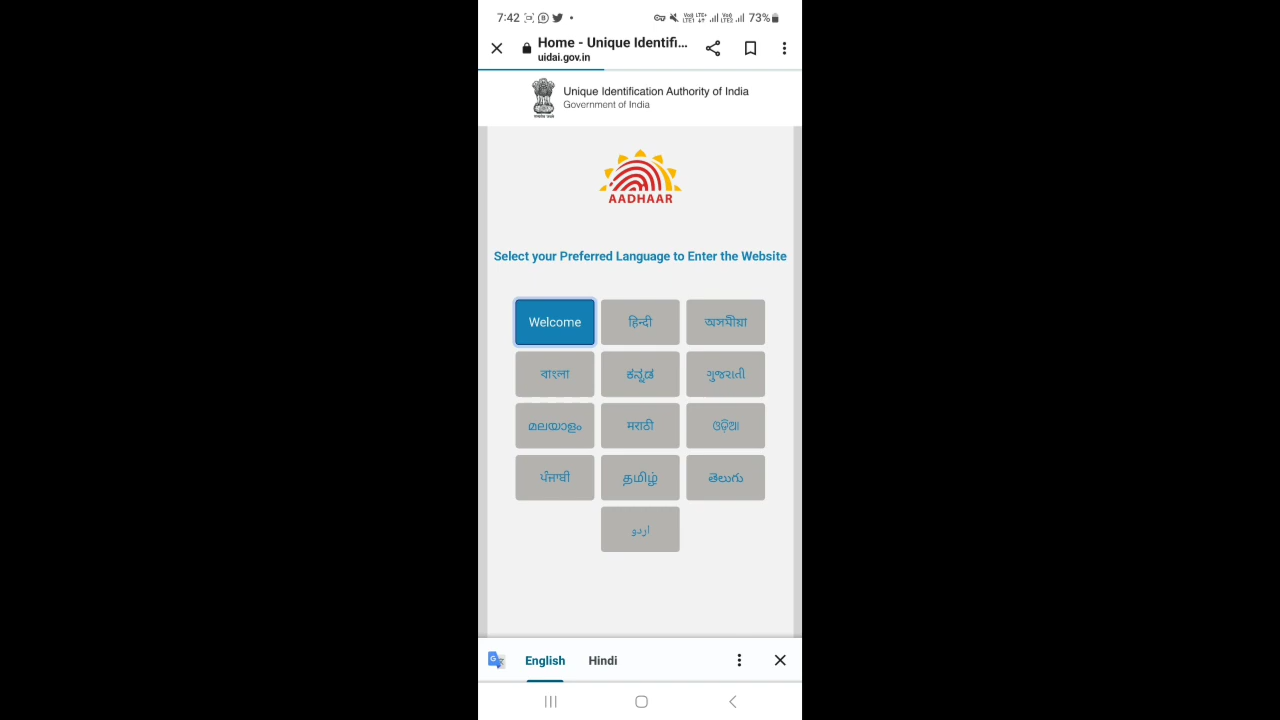 7:42
73%
Home - Unique Identifi...
uidai.gov.in
Unique Identification Authority of India
Government of India
AADHAAR
Select your Preferred Language to Enter the Website
Welcome हिन्दी অসমীয়া
বাংলা ಕನ್ನಡ ગુજરાતી
മലയാളം मराठी ଓଡ଼ିଆ
ਪੰਜਾਬੀ தமிழ் తెలుగు
اردو
English Hindi